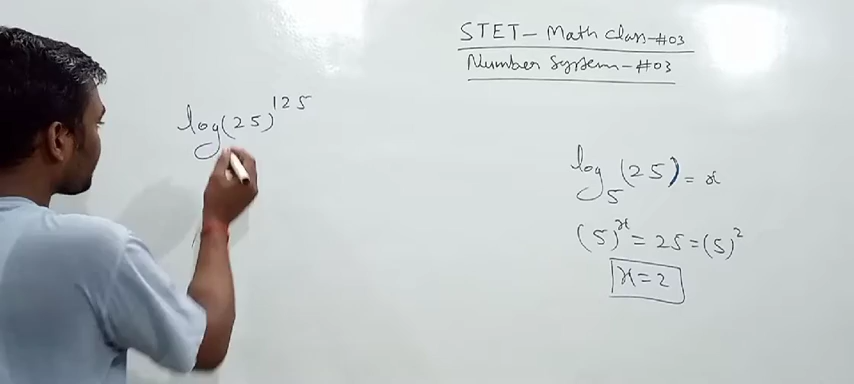 STET - Math Class - #03
Number System - #03
log(25)^125
log_5 (25) = x
(5)^x = 25 = (5)^2
x = 2